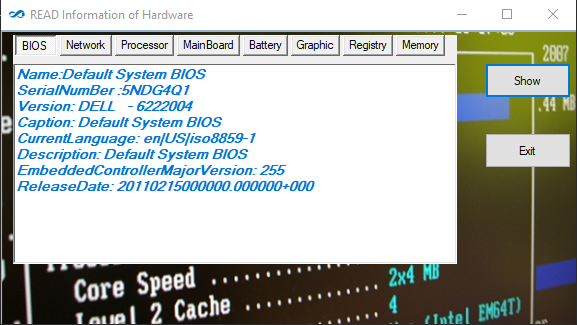 READ Information of Hardware
BIOS Network Processor MainBoard Battery Graphic Registry Memory
Name:Default System BIOS
SerialNumBer :5NDG4Q1
Version: DELL - 6222004
Caption: Default System BIOS
CurrentLanguage: en|US|iso8859-1
Description: Default System BIOS
EmbeddedControllerMajorVersion: 255
ReleaseDate: 20110215000000.000000+000
2007
Show
.44 MB
Exit
Core Speed ........... 2x4 MB
Level 2 Cache ......... 4
(Intel EM64T)